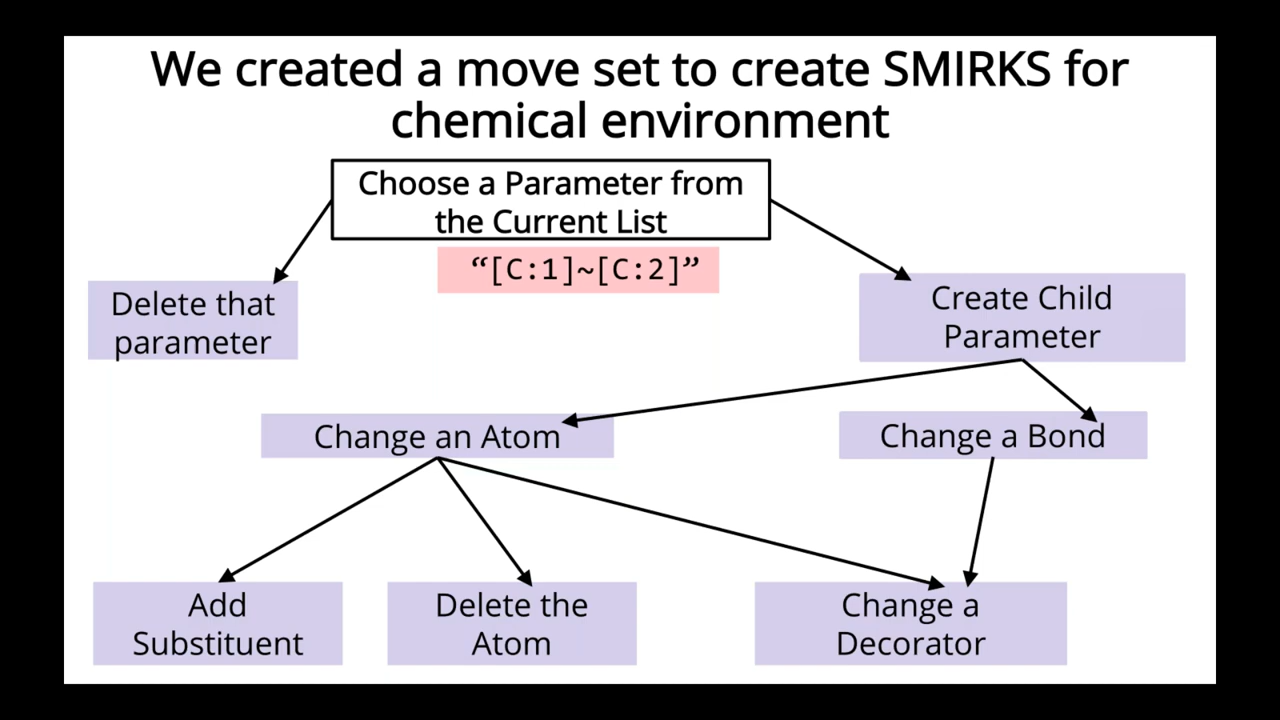 We created a move set to create SMIRKS for
chemical environment
Choose a Parameter from
the Current List
“[C:1]~[C:2]”
Delete that
parameter
Create Child
Parameter
Change an Atom
Change a Bond
Add
Substituent
Delete the
Atom
Change a
Decorator